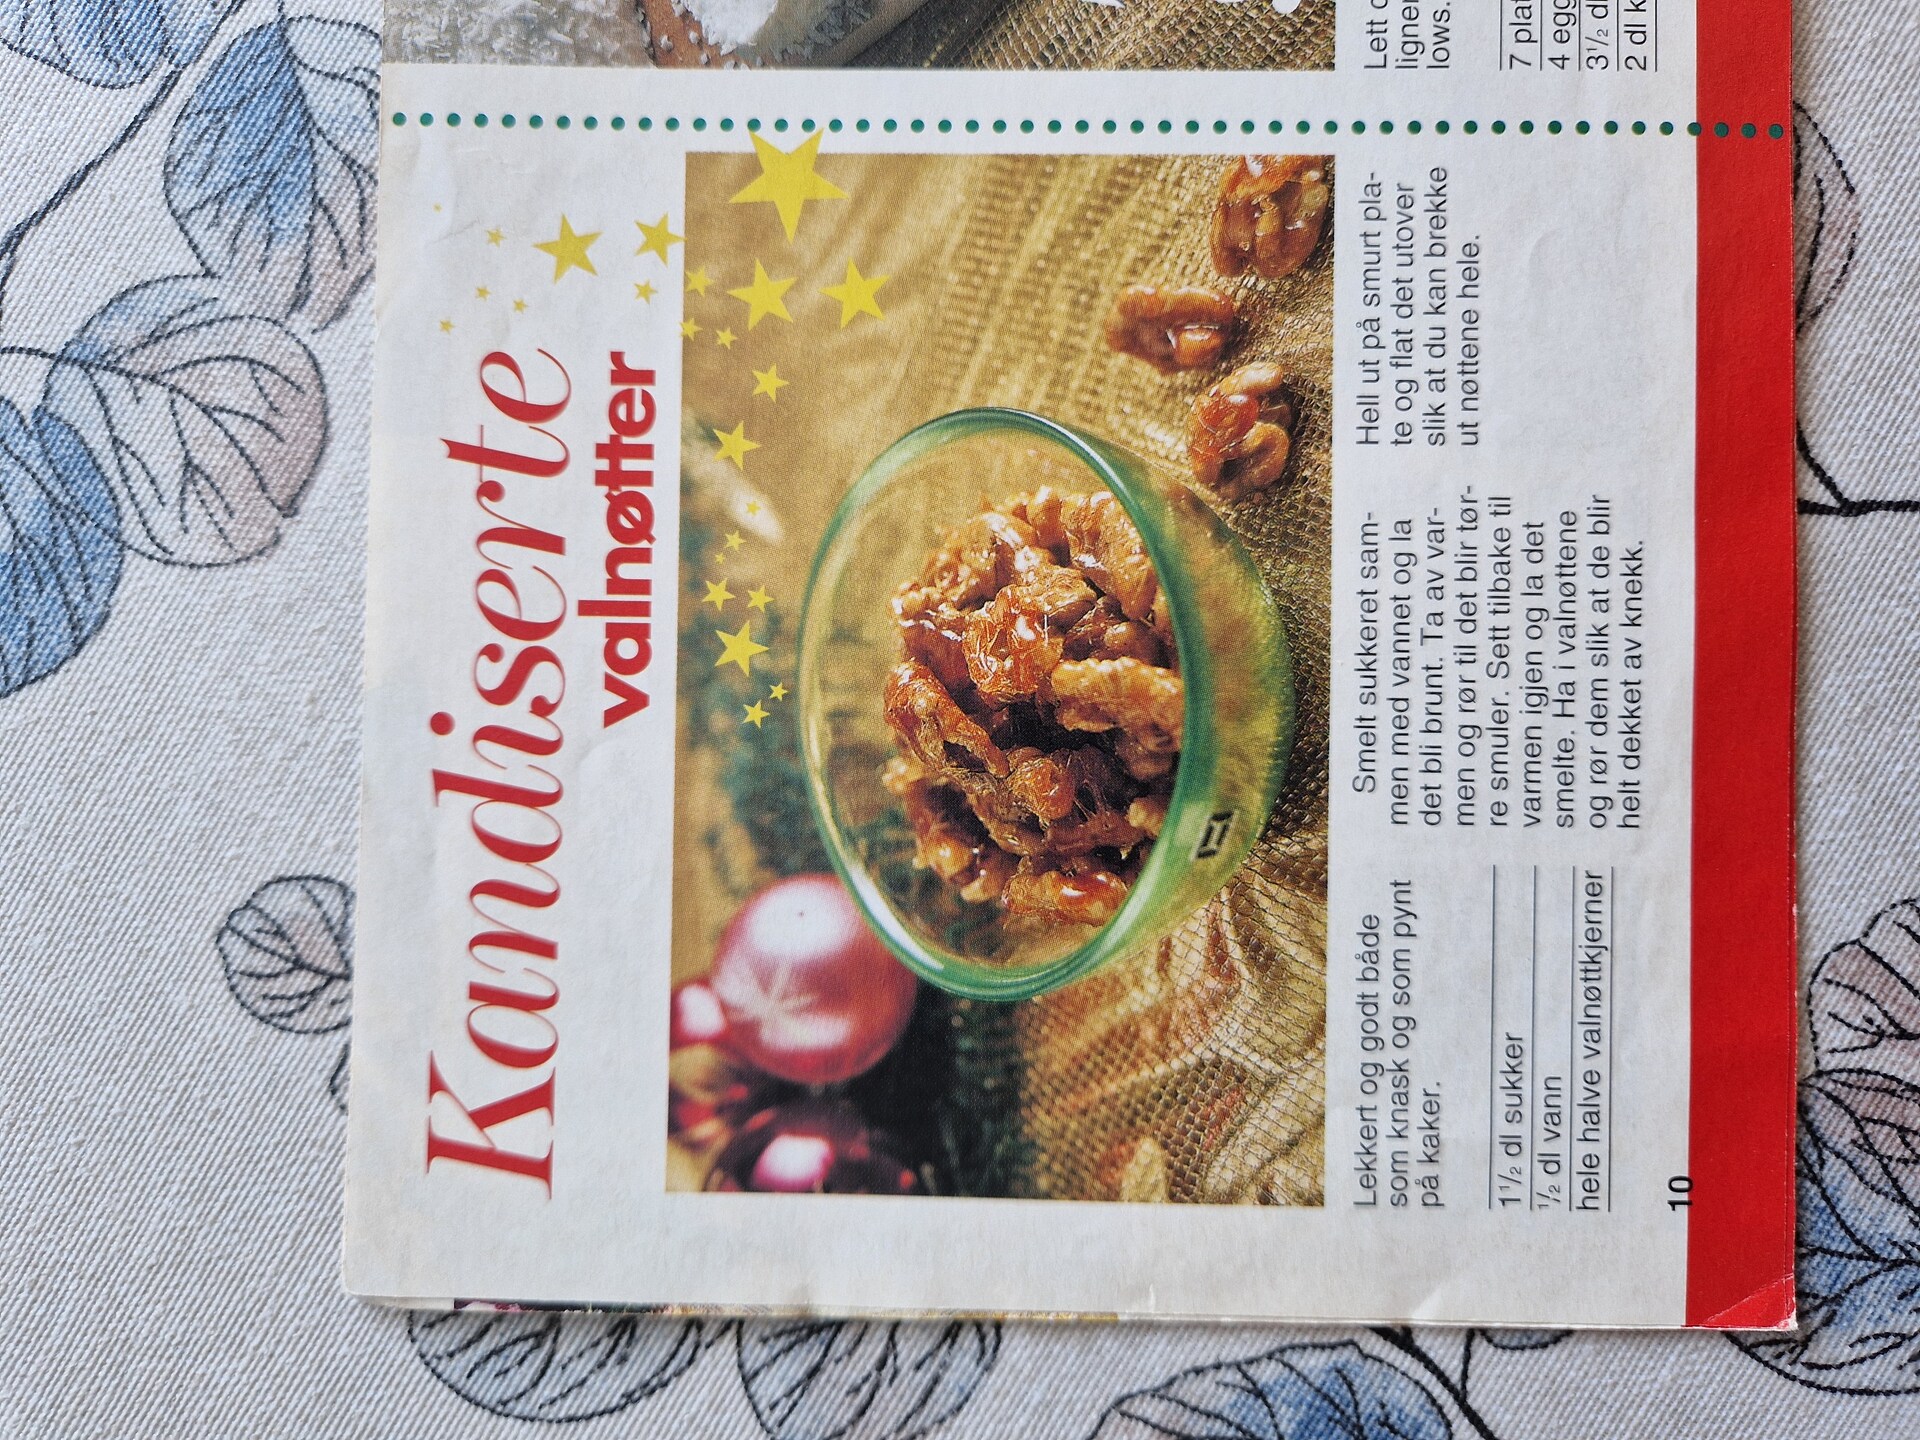 Kandiserte
valnøtter
Lekkert og godt både
som knask og som pynt
på kaker.
1 1/2 dl sukker
1/2 dl vann
hele halve valnøttkjerner
Smelt sukkeret sam-
men med vannet og la
det bli brunt. Ta av var-
men og rør til det blir tør-
re smuler. Sett tilbake til
varmen igjen og la det
smelte. Ha i valnøttene
og rør dem slik at de blir
helt dekket av knekk.
Hell ut på smurt pla-
te og flat det utover
slik at du kan brekke
ut nøttene hele.
10
Lett
lows.
7
4 egg
3 1/2 dl
2 dl